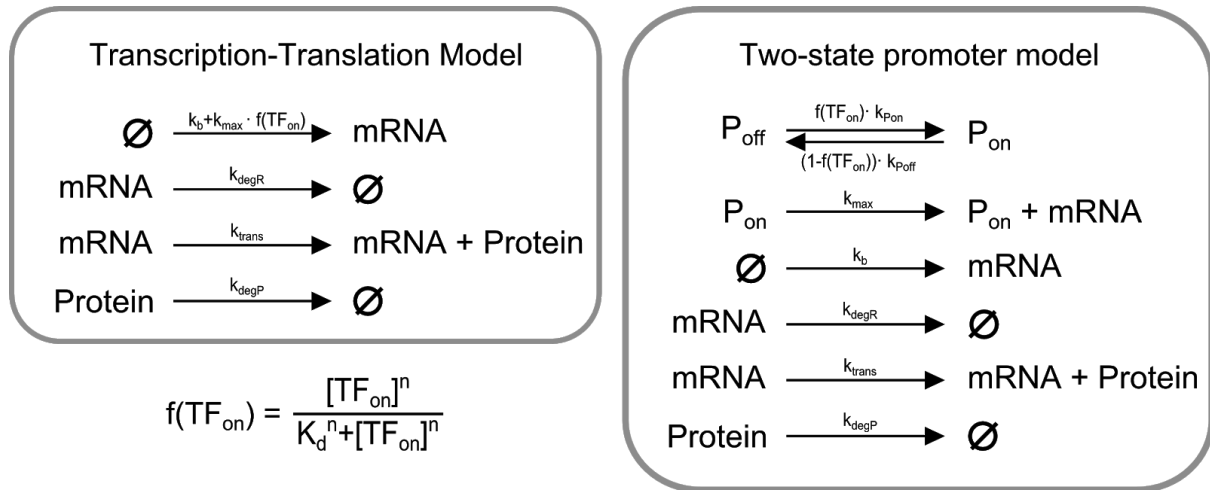 Transcription-Translation Model
k_b+k_max · f(TF_on)
∅ mRNA
k_degR
mRNA ∅
k_trans
mRNA mRNA + Protein
k_degP
Protein ∅
f(TF_on) = [TF_on]^n / K_d^n+[TF_on]^n
Two-state promoter model
f(TF_on)· k_Pon
P_off P_on
(1-f(TF_on))· k_Poff
k_max
P_on P_on + mRNA
k_b
∅ mRNA
k_degR
mRNA ∅
k_trans
mRNA mRNA + Protein
k_degP
Protein ∅